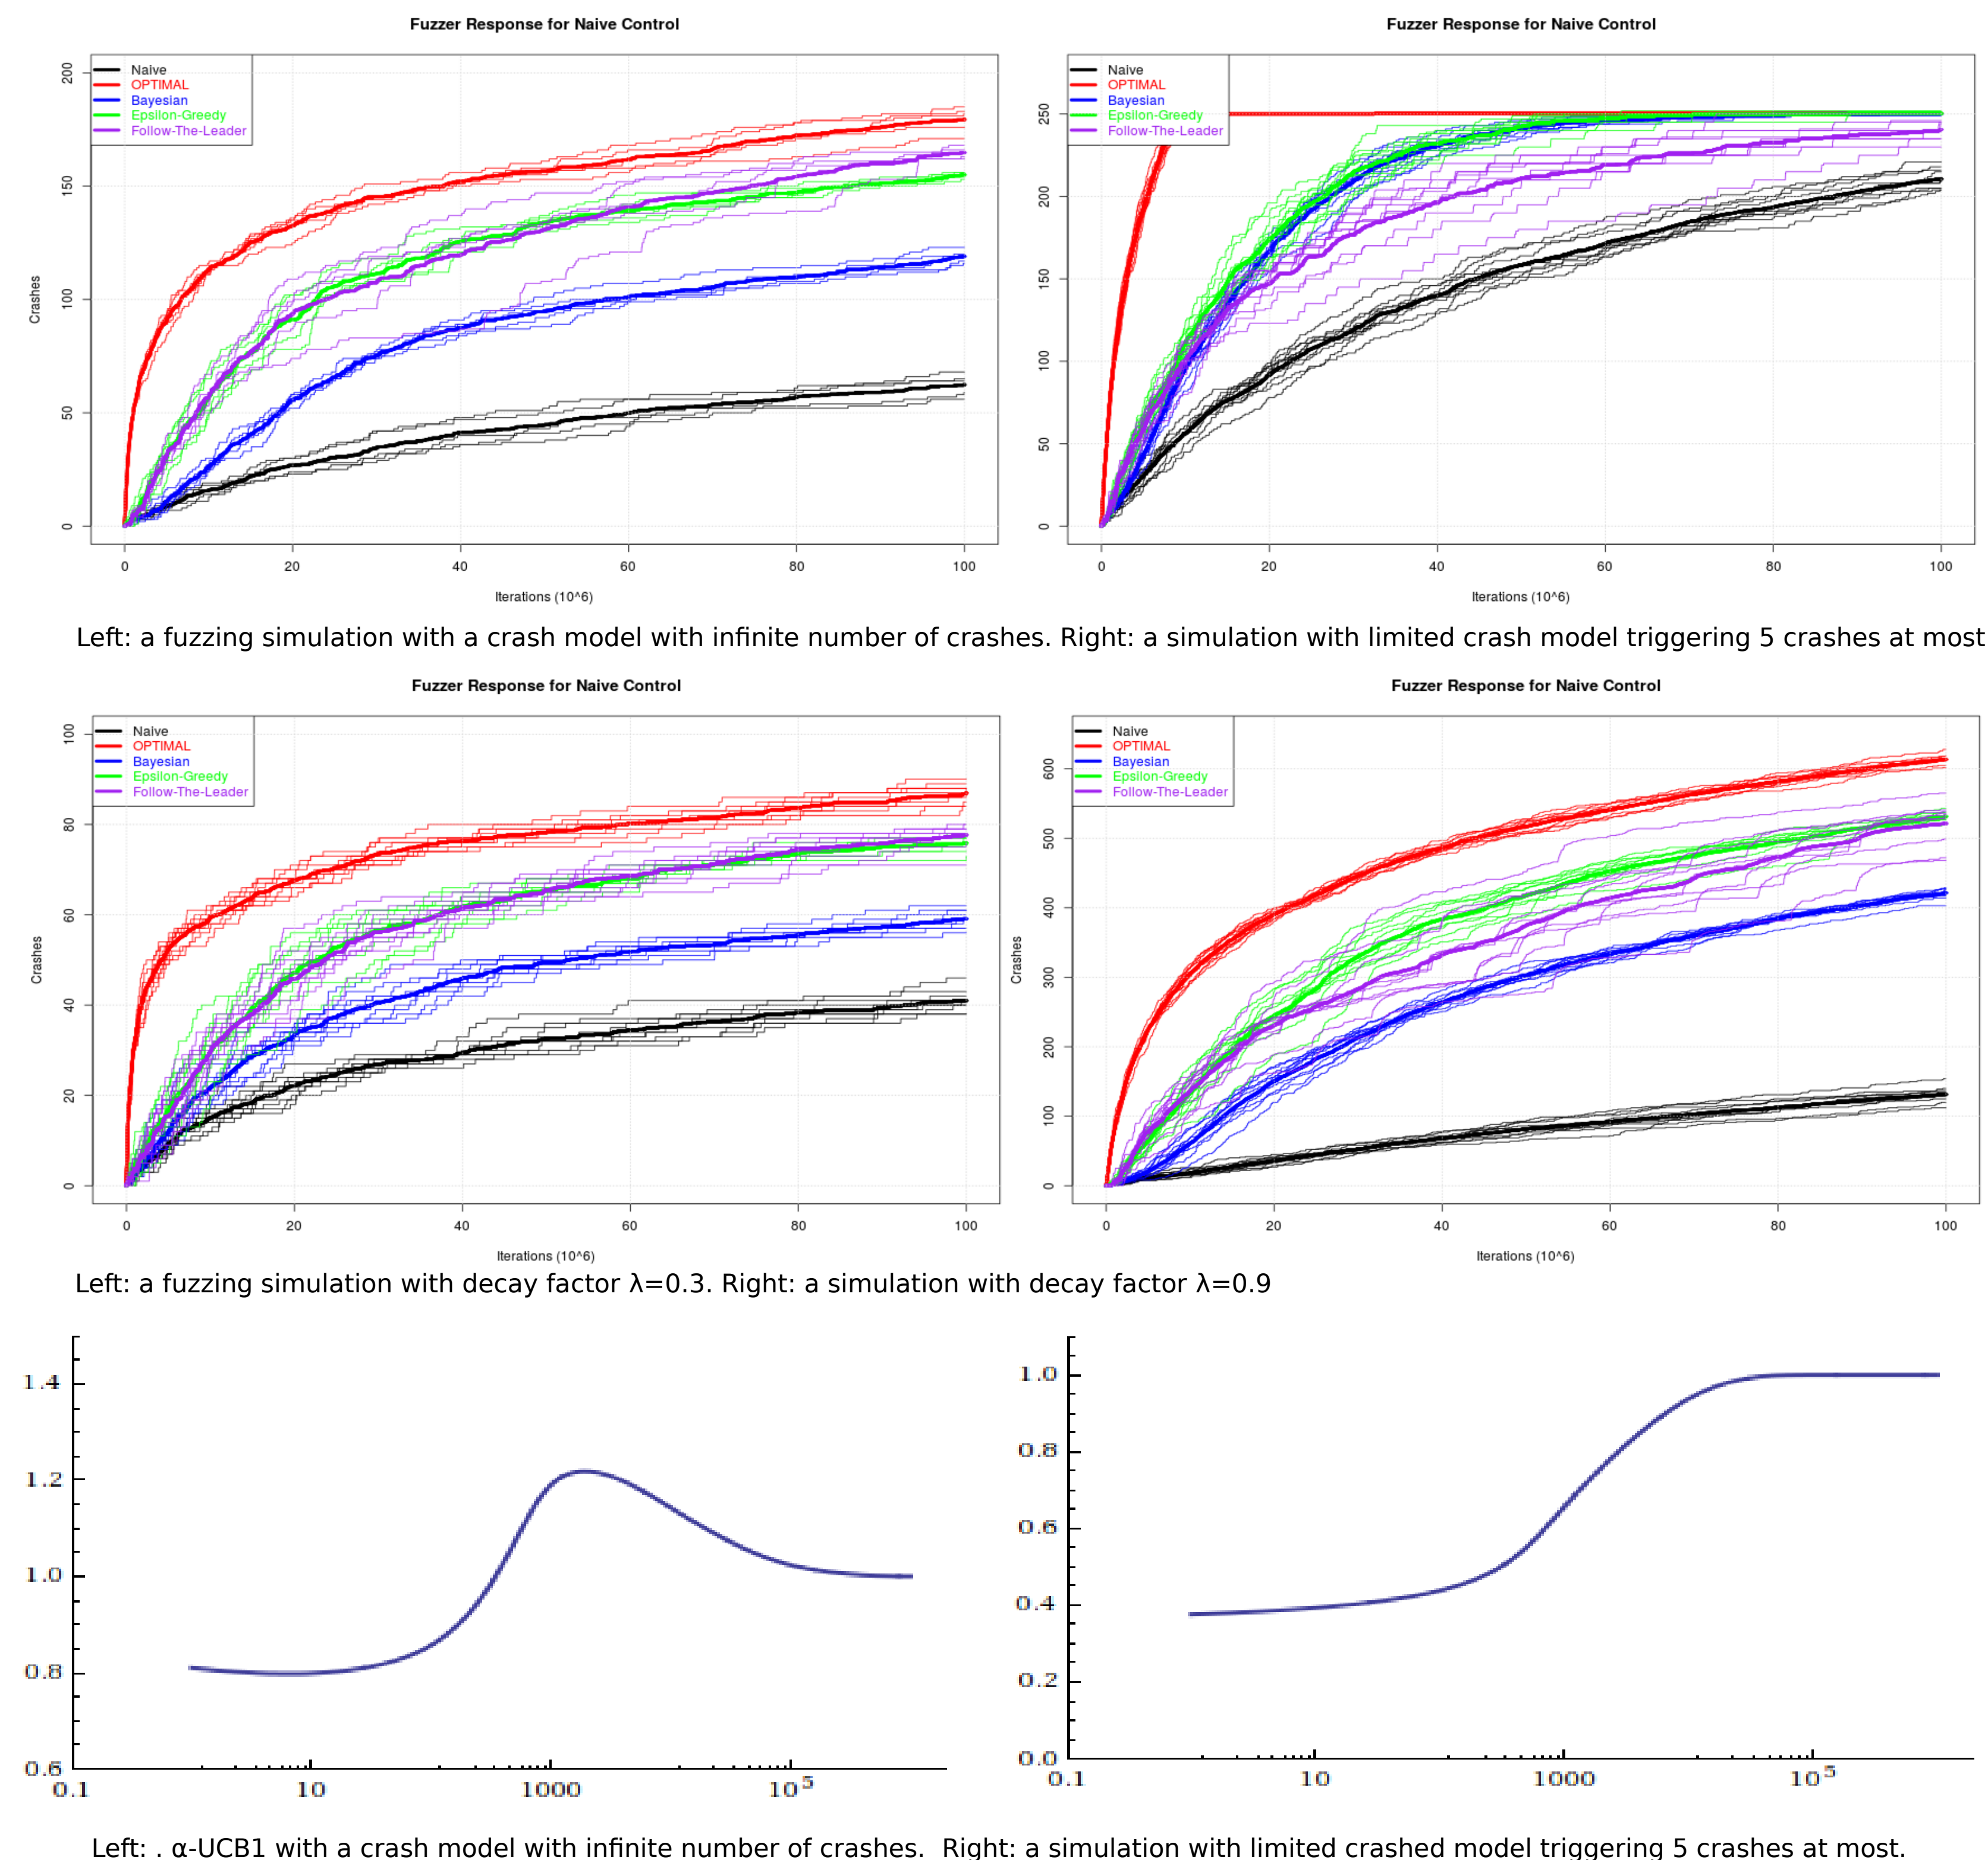 Fuzzer Response for Naive Control
Naive
OPTIMAL
Bayesian
Epsilon-Greedy
Follow-The-Leader
Crashes
200
150
100
50
0
0 20 40 60 80 100
Iterations (10^6)
Fuzzer Response for Naive Control
Naive
OPTIMAL
Bayesian
Epsilon-Greedy
Follow-The-Leader
250
200
150
100
50
0
0 20 40 60 80 100
Iterations (10^6)
Left: a fuzzing simulation with a crash model with infinite number of crashes. Right: a simulation with limited crash model triggering 5 crashes at most
Fuzzer Response for Naive Control
Naive
OPTIMAL
Bayesian
Epsilon-Greedy
Follow-The-Leader
Crashes
100
80
60
40
20
0
0 20 40 60 80 100
Iterations (10^6)
Fuzzer Response for Naive Control
Naive
OPTIMAL
Bayesian
Epsilon-Greedy
Follow-The-Leader
Crashes
600
500
400
300
200
100
0
0 20 40 60 80 100
Iterations (10^6)
Left: a fuzzing simulation with decay factor λ=0.3. Right: a simulation with decay factor λ=0.9
1.4
1.2
1.0
0.8
0.6
0.1 10 1000 10⁵
1.0
0.8
0.6
0.4
0.2
0.0
0.1 10 1000 10⁵
Left: . α-UCB1 with a crash model with infinite number of crashes. Right: a simulation with limited crashed model triggering 5 crashes at most.